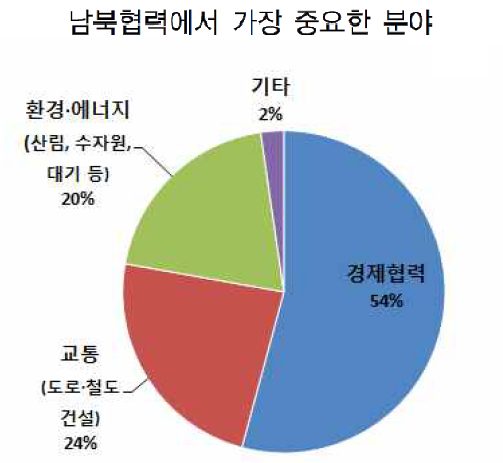 남북협력에서 가장 중요한 분야
기타
2%
환경·에너지
(산림, 수자원,
대기 등)
20%
경제협력
54%
교통
(도로·철도
건설)
24%